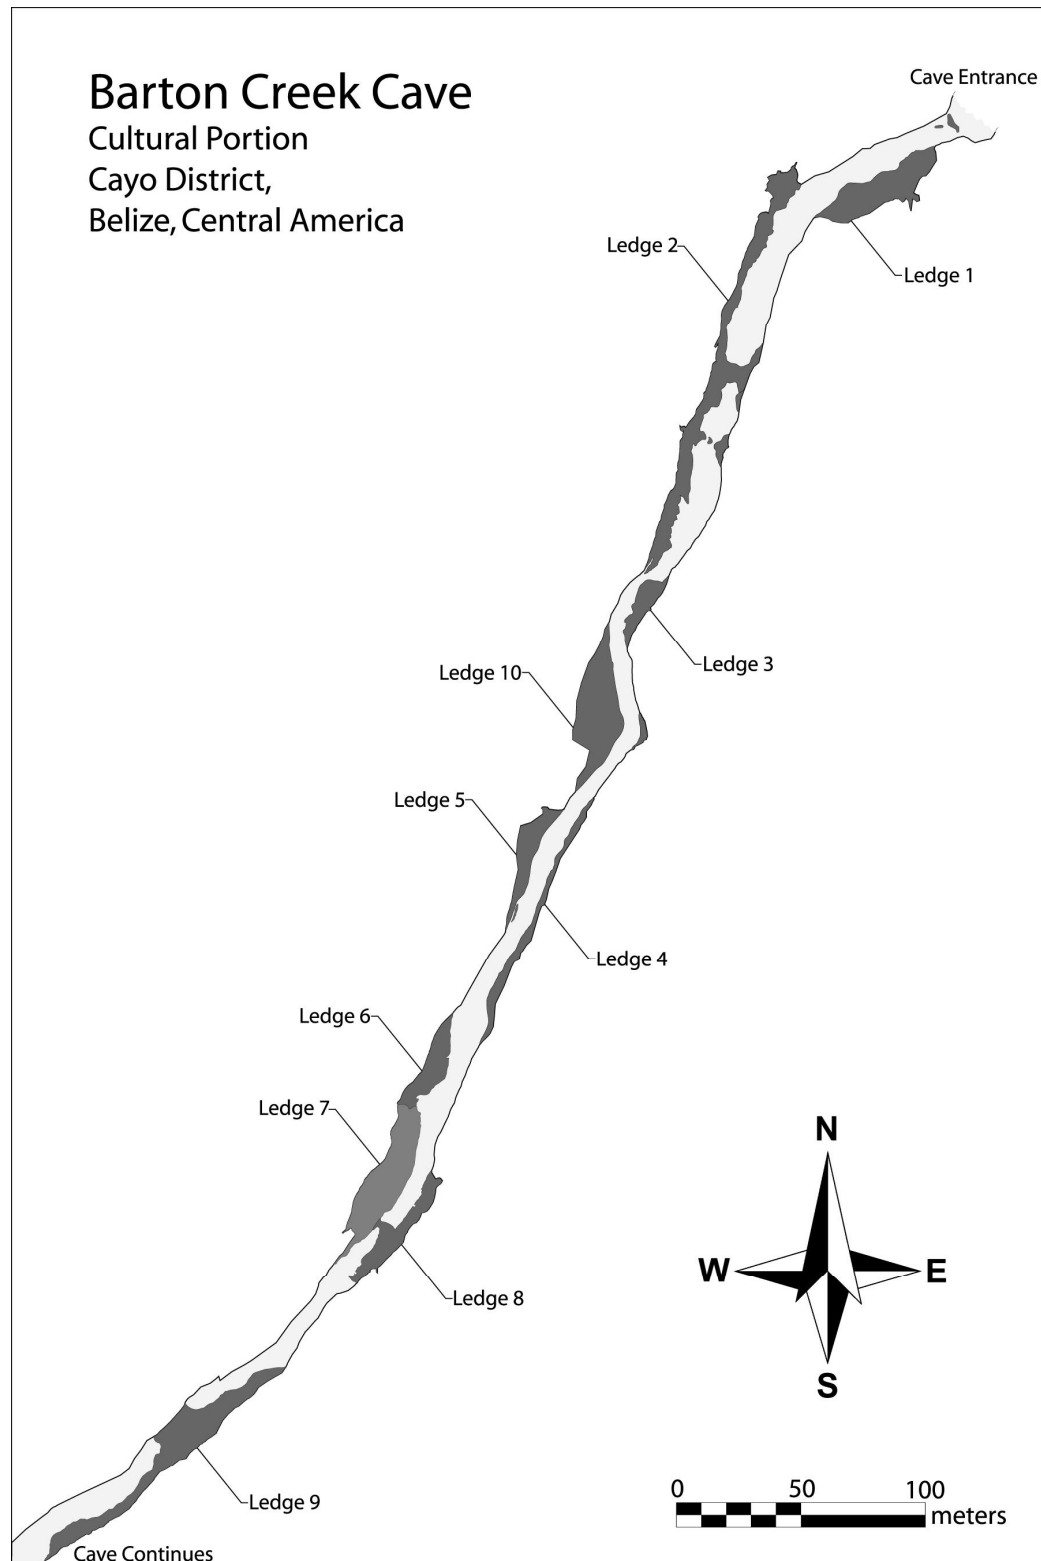 Barton Creek Cave
Cultural Portion
Cayo District,
Belize, Central America
Cave Entrance
Ledge 2
Ledge 1
Ledge 3
Ledge 10
Ledge 5
Ledge 4
Ledge 6
Ledge 7
N
W
E
S
Ledge 8
0 50 100
meters
Ledge 9
Cave Continues